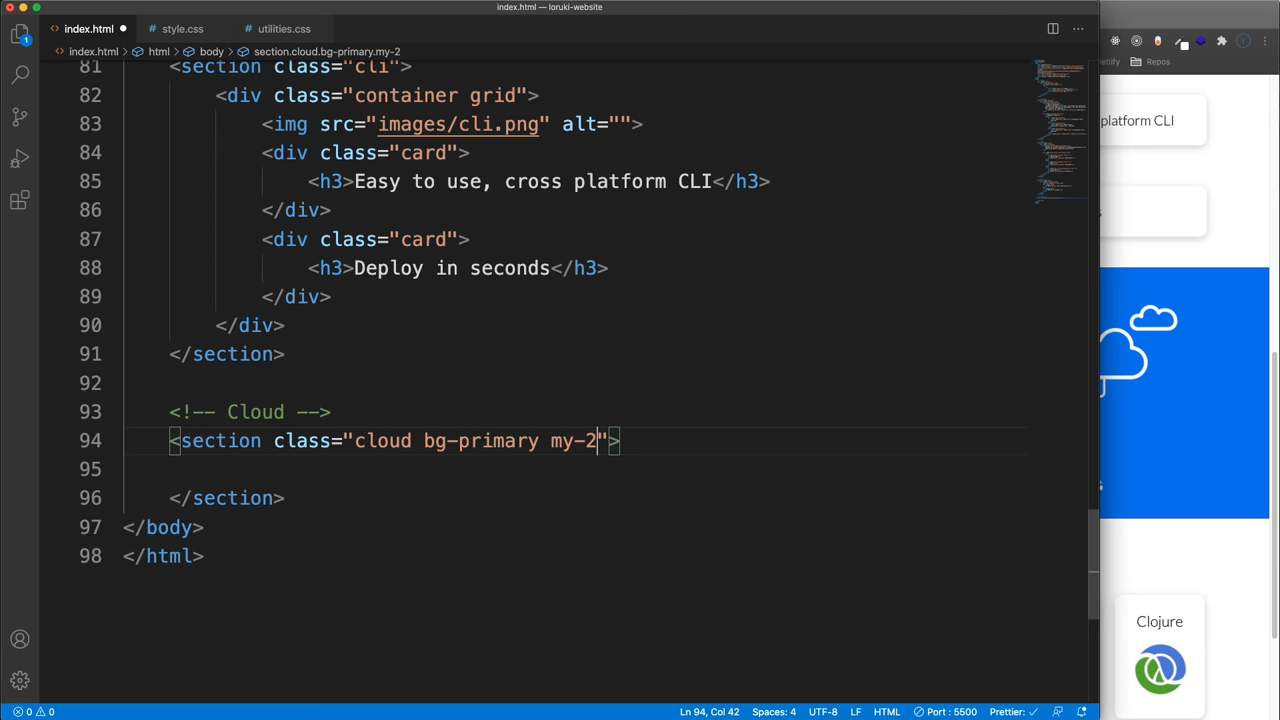 index.html — loruki-website
index.html ● style.css utilities.css
index.html > html > body > section.cloud.bg-primary.my-2
81 <section class="cli">
82 <div class="container grid">
83 <img src="images/cli.png" alt="">
84 <div class="card">
85 <h3>Easy to use, cross platform CLI</h3>
86 </div>
87 <div class="card">
88 <h3>Deploy in seconds</h3>
89 </div>
90 </div>
91 </section>
92
93 <!-- Cloud -->
94 <section class="cloud bg-primary my-2">
95
96 </section>
97 </body>
98 </html>
0 0 Ln 94, Col 42 Spaces: 4 UTF-8 LF HTML Port : 5500 Prettier: ✓
1
Repos
platform CLI
Clojure